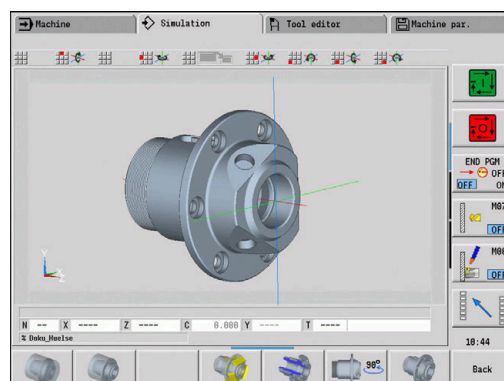 Machine Simulation Tool editor Machine par.
END PGM
OFF
OFF ON
M07
OFF
M08
OFF
Y
X
N -- X ---- Z ---- C 0.000 Y ---- T ----
% Doku_Huelse
90°
10:44
Back